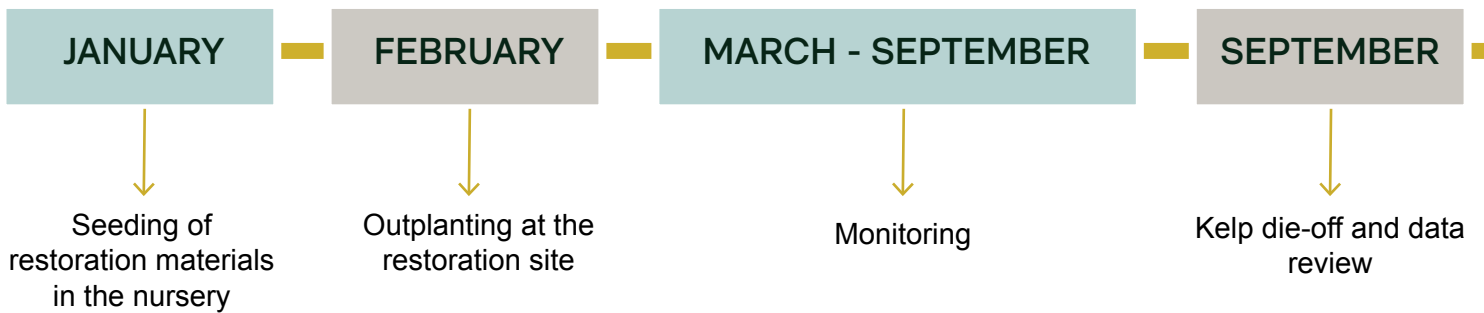 JANUARY
FEBRUARY
MARCH - SEPTEMBER
SEPTEMBER
Seeding of
restoration materials
in the nursery
Outplanting at the
restoration site
Monitoring
Kelp die-off and data
review